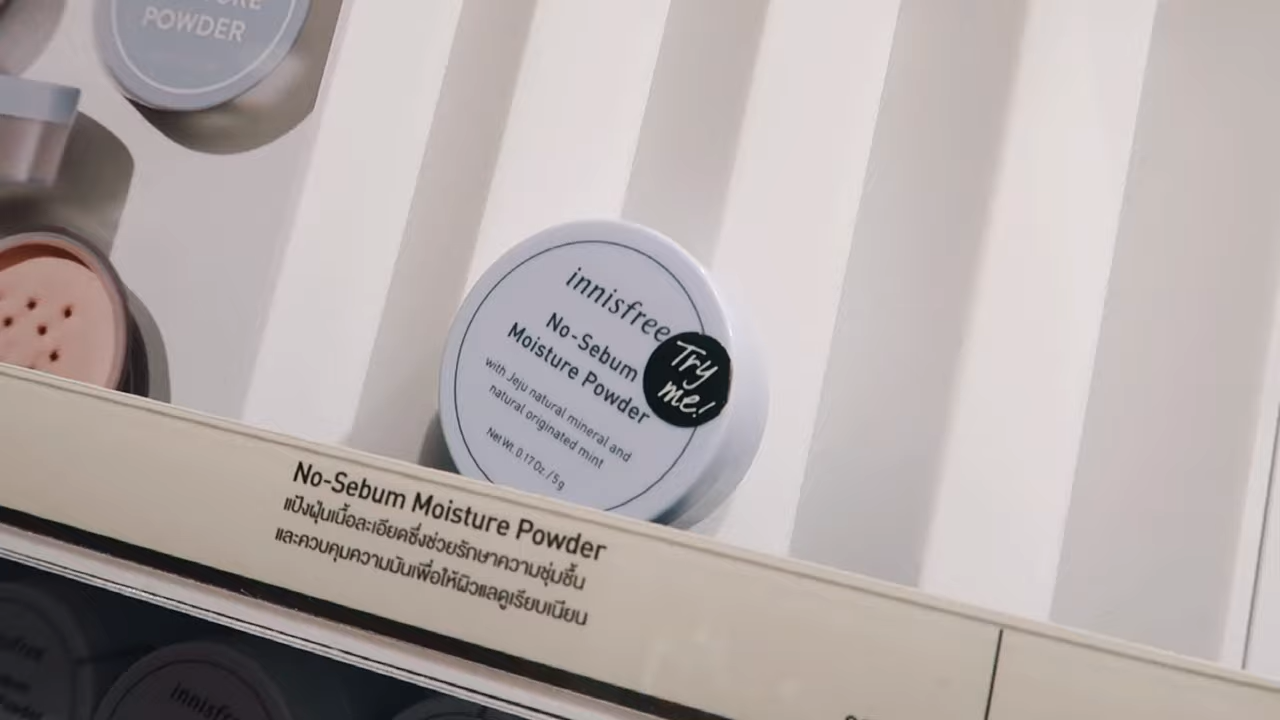 POWDER
innisfree
No-Sebum
Moisture Powder
with Jeju natural mineral and
natural originated mint
Net Wt. 0.17 Oz. / 5g
Try
me!
No-Sebum Moisture Powder
แป้งฝุ่นเนื้อละเอียดซึ่งช่วยรักษาความชุ่มชื้น
และควบคุมความมันเพื่อให้ผิวแลดูเรียบเนียน